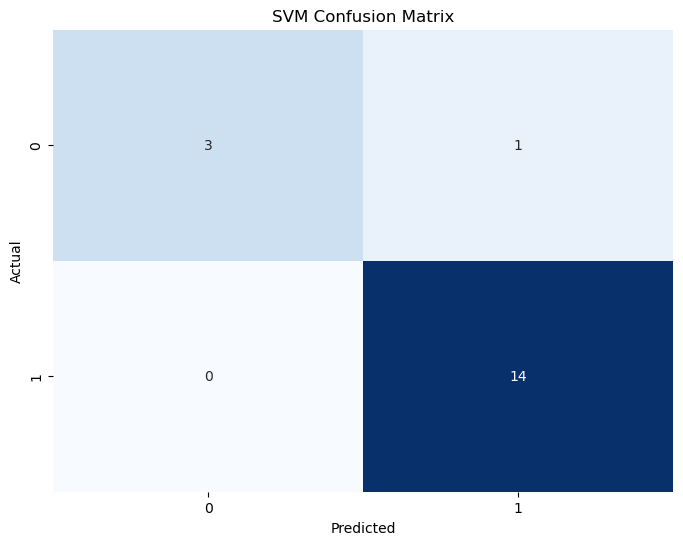 SVM Confusion Matrix
0
3
1
Actual
1
0
14
0
1
Predicted